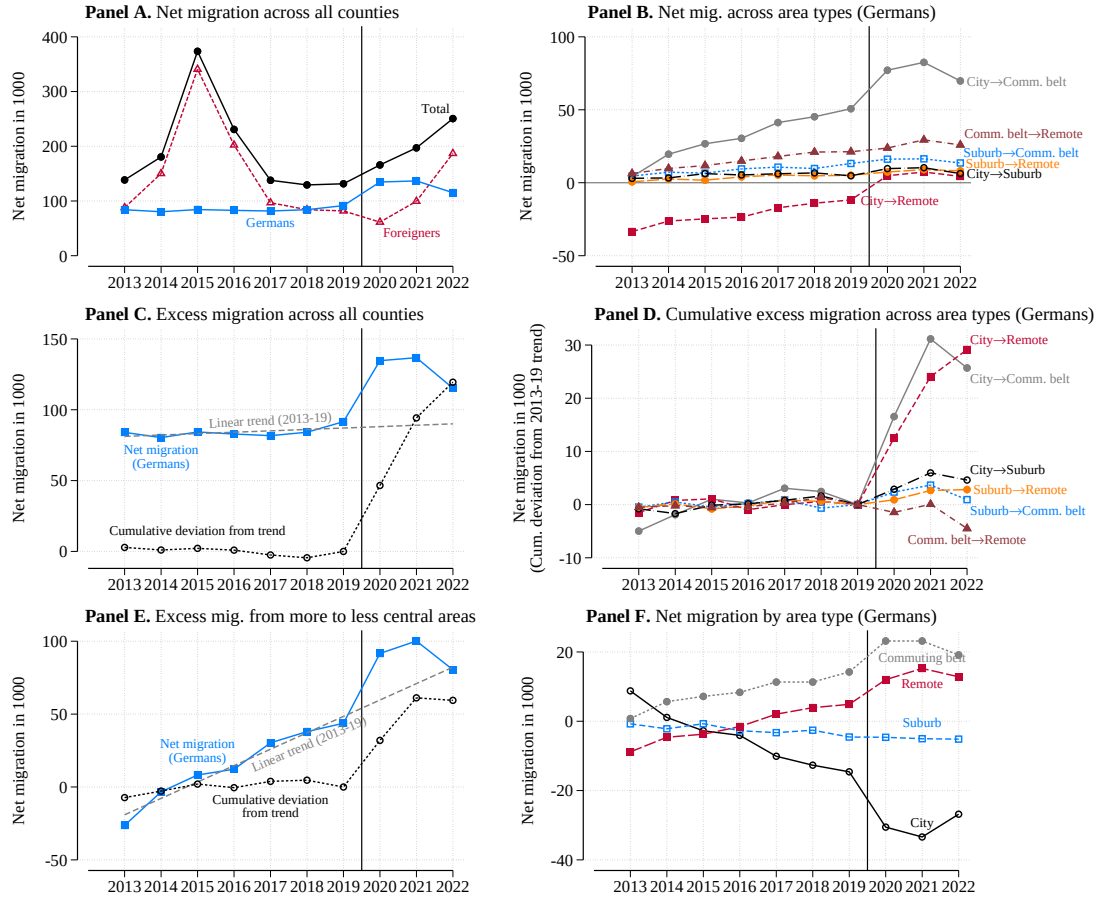 Panel A. Net migration across all counties
Net migration in 1000
400
300
200
100
0
Total
Germans
Foreigners
2013 2014 2015 2016 2017 2018 2019 2020 2021 2022
Panel B. Net mig. across area types (Germans)
Net migration in 1000
100
50
0
-50
City→Comm. belt
Comm. belt→Remote
Suburb→Comm. belt
Suburb→Remote
City→Suburb
City→Remote
2013 2014 2015 2016 2017 2018 2019 2020 2021 2022
Panel C. Excess migration across all counties
Net migration in 1000
150
100
50
0
Linear trend (2013-19)
Net migration
(Germans)
Cumulative deviation from trend
2013 2014 2015 2016 2017 2018 2019 2020 2021 2022
Panel D. Cumulative excess migration across area types (Germans)
Net migration in 1000
(Cum. deviation from 2013-19 trend)
30
20
10
0
-10
City→Remote
City→Comm. belt
City→Suburb
Suburb→Remote
Suburb→Comm. belt
Comm. belt→Remote
2013 2014 2015 2016 2017 2018 2019 2020 2021 2022
Panel E. Excess mig. from more to less central areas
Net migration in 1000
100
50
0
-50
Net migration
(Germans)
Linear trend (2013-19)
Cumulative deviation
from trend
2013 2014 2015 2016 2017 2018 2019 2020 2021 2022
Panel F. Net migration by area type (Germans)
Net migration in 1000
20
0
-20
-40
Commuting belt
Remote
Suburb
City
2013 2014 2015 2016 2017 2018 2019 2020 2021 2022